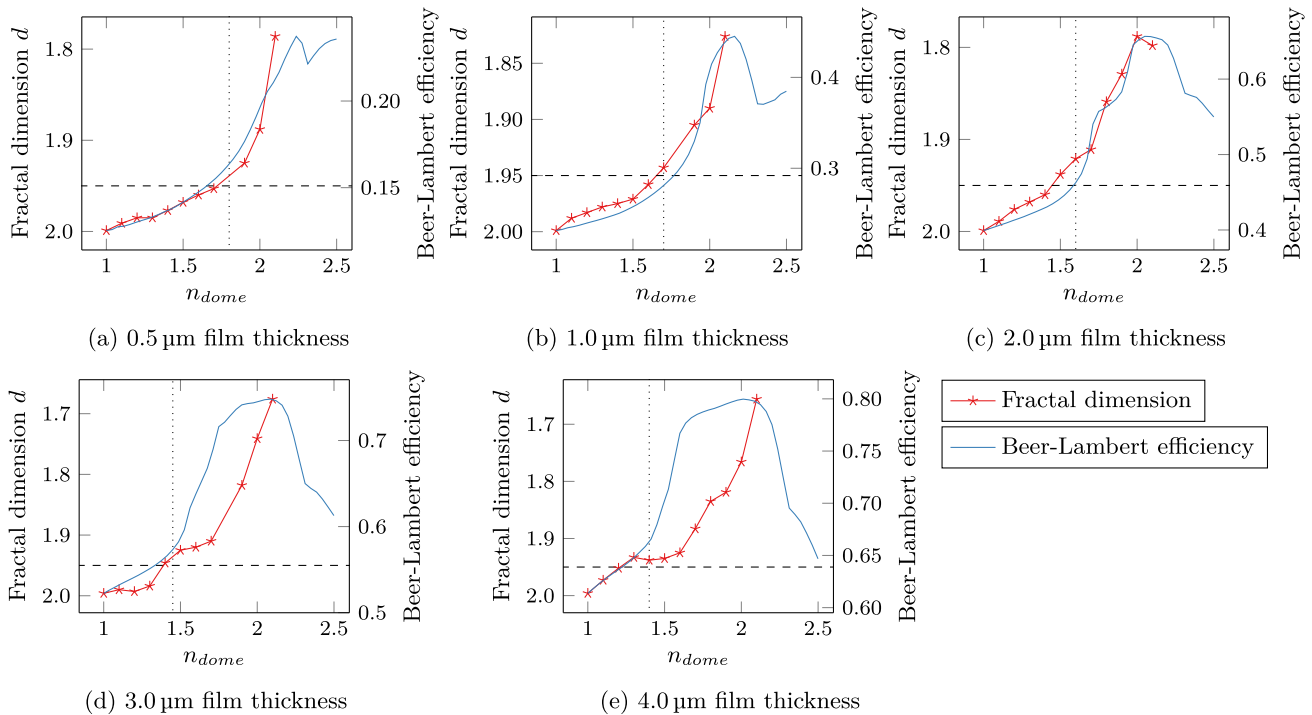 Fractal dimension d
1.8
1.9
2.0
1
1.5
2
2.5
n_dome
0.20
0.15
Beer-Lambert efficiency
(a) 0.5 µm film thickness
Fractal dimension d
1.85
1.90
1.95
2.00
1
1.5
2
2.5
n_dome
0.4
0.3
Beer-Lambert efficiency
(b) 1.0 µm film thickness
Fractal dimension d
1.8
1.9
2.0
1
1.5
2
2.5
n_dome
0.6
0.5
0.4
Beer-Lambert efficiency
(c) 2.0 µm film thickness
Fractal dimension d
1.7
1.8
1.9
2.0
1
1.5
2
2.5
n_dome
0.7
0.6
0.5
Beer-Lambert efficiency
(d) 3.0 µm film thickness
Fractal dimension d
1.7
1.8
1.9
2.0
1
1.5
2
2.5
n_dome
0.80
0.75
0.70
0.65
0.60
Beer-Lambert efficiency
(e) 4.0 µm film thickness
Fractal dimension
Beer-Lambert efficiency